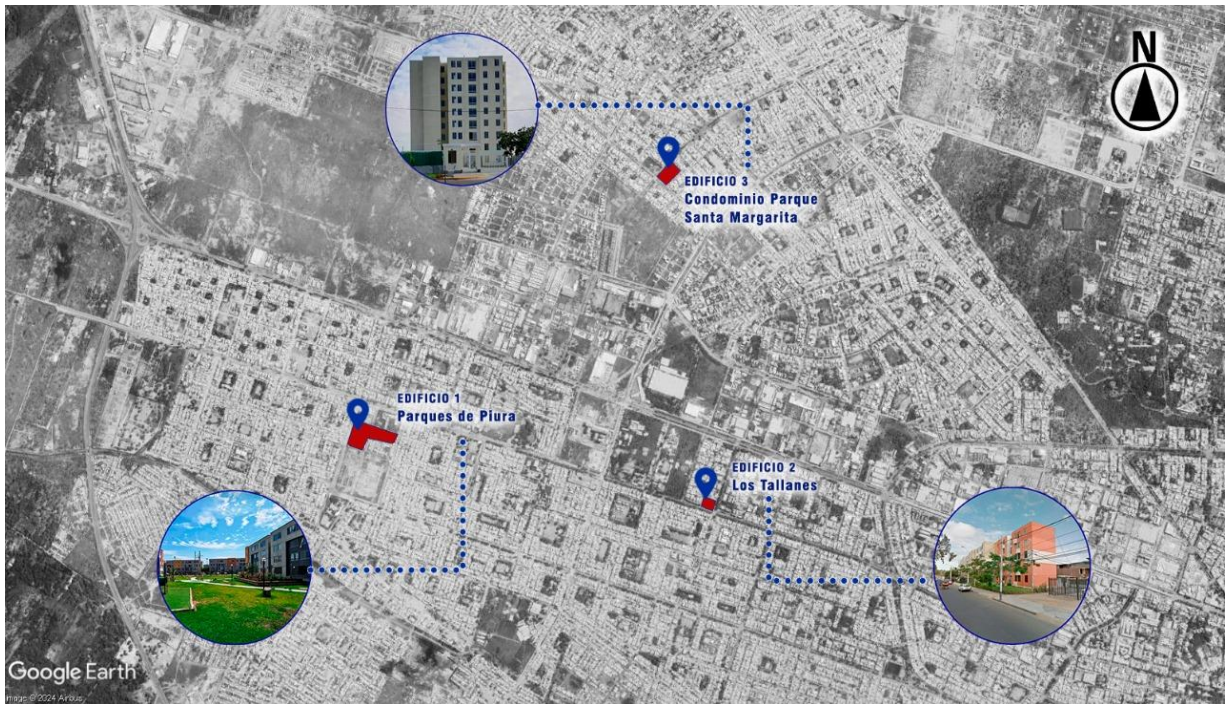 N
EDIFICIO 3
Condominio Parque
Santa Margarita
EDIFICIO 1
Parques de Piura
EDIFICIO 2
Los Tallanes
Google Earth
Image © 2024 Airbus